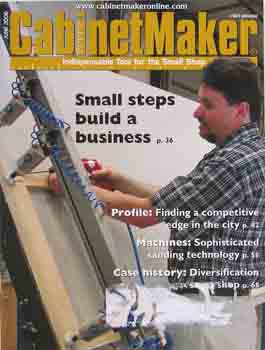 www.cabinetmakeronline.com
JUNE 2006
CabinetMaker
Indispensable Tool for the Small Shop
Small steps
build a
business p. 36
Profile: Finding a competitive
edge in the city p. 42
Machines: Sophisticated
sanding technology p. 58
Case history: Diversification
shop p. 68